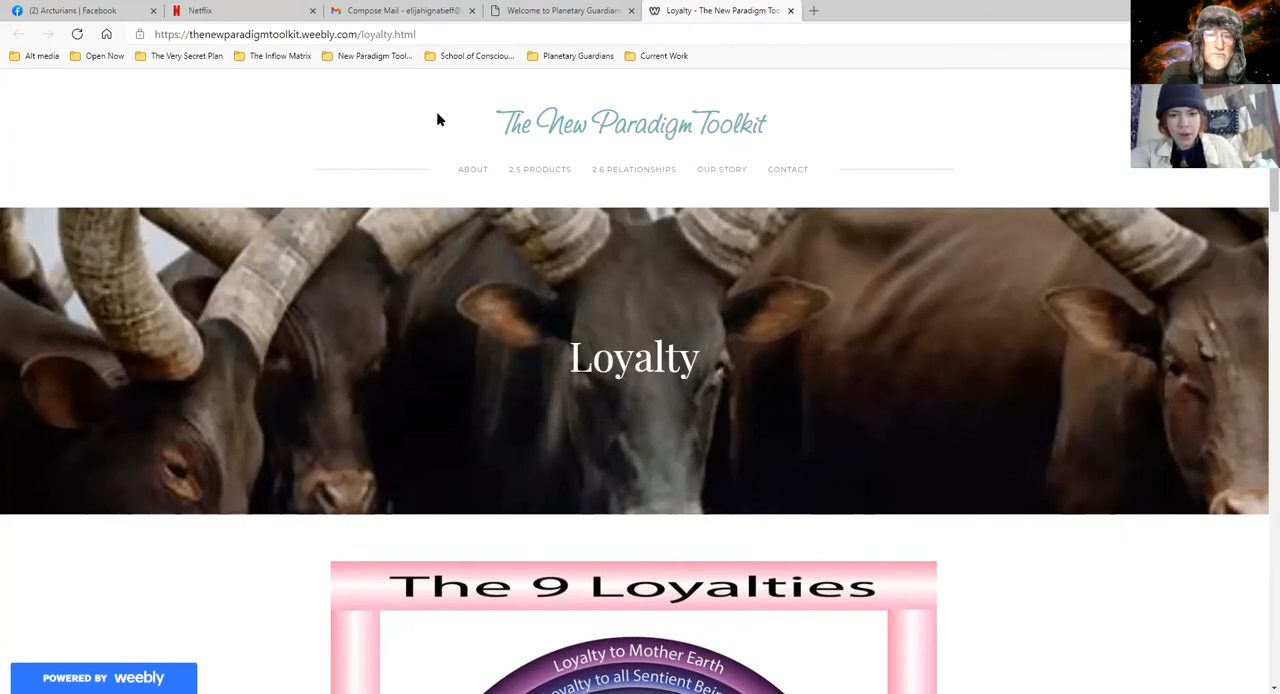 (2) Arcturians | Facebook
Netflix
Compose Mail - elijahignatieff@
Welcome to Planetary Guardians
Loyalty - The New Paradigm Too
https://thenewparadigmtoolkit.weebly.com/loyalty.html
Alt media
Open Now
The Very Secret Plan
The Inflow Matrix
New Paradigm Tool...
School of Consciou...
Planetary Guardians
Current Work
The New Paradigm Toolkit
ABOUT
2.5 PRODUCTS
2.6 RELATIONSHIPS
OUR STORY
CONTACT
Loyalty
The 9 Loyalties
Loyalty to Mother Earth
oyalty to all Sentient Bein
POWERED BY weebly